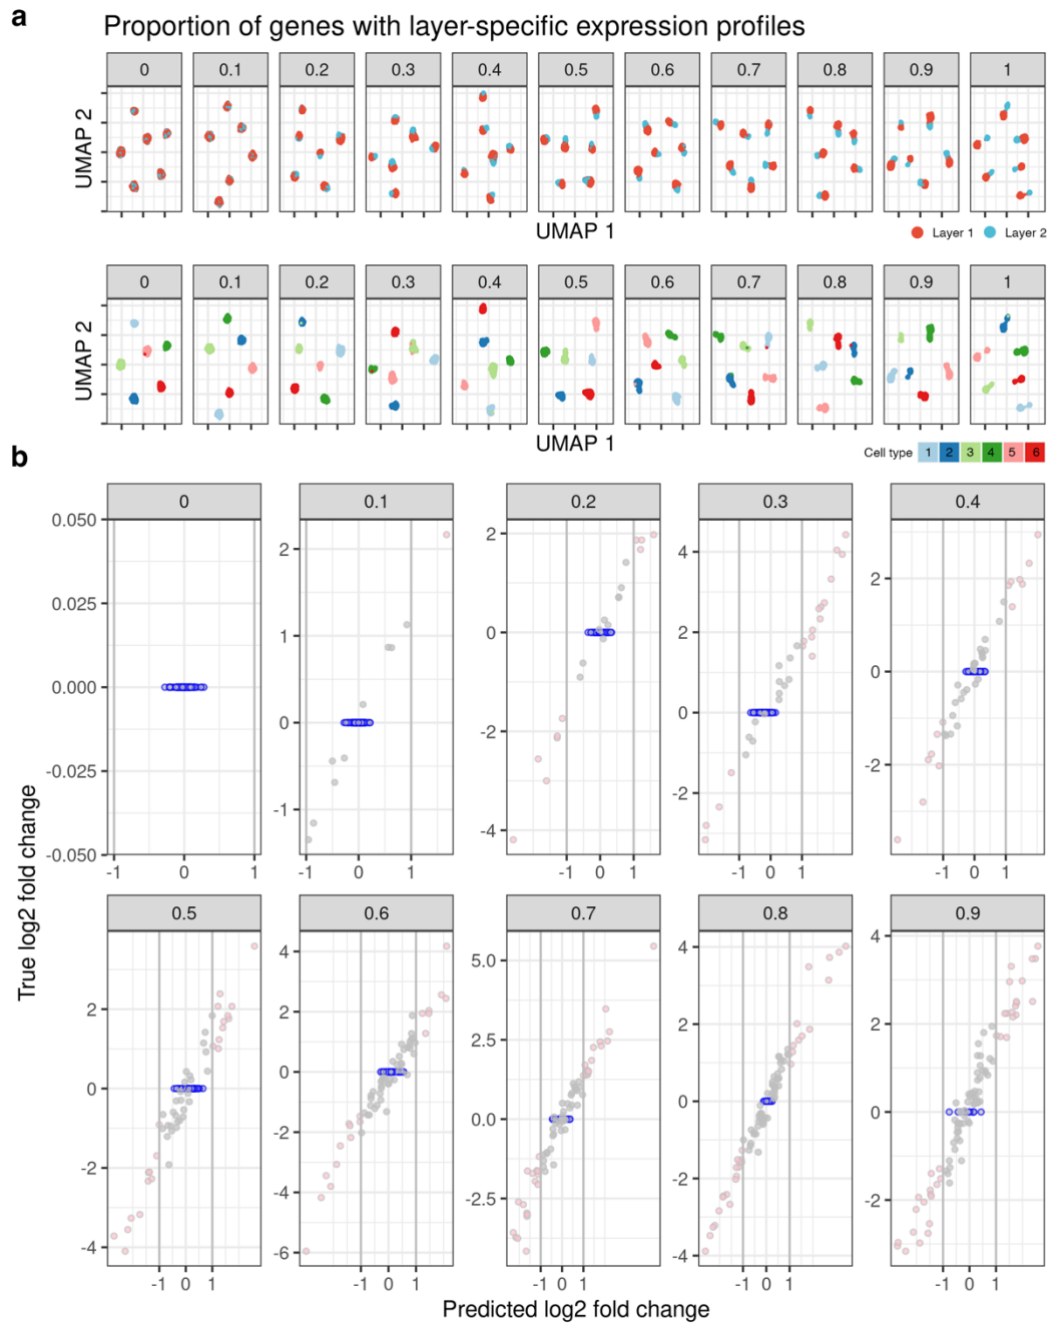 a
Proportion of genes with layer-specific expression profiles
0 0.1 0.2 0.3 0.4 0.5 0.6 0.7 0.8 0.9 1
UMAP 2
UMAP 1
Layer 1 Layer 2
0 0.1 0.2 0.3 0.4 0.5 0.6 0.7 0.8 0.9 1
UMAP 2
UMAP 1
Cell type 1 2 3 4 5 6
b
True log2 fold change
0 0.1 0.2 0.3 0.4
0.050
0.025
0.000
-0.025
-0.050
2
1
0
-1
2
0
-2
-4
4
2
0
-2
2
0
-2
-1 0 1 -1 0 1 -1 0 1 -1 0 1 -1 0 1
0.5 0.6 0.7 0.8 0.9
2
0
-2
-4
4
2
0
-2
-4
-6
5.0
2.5
0.0
-2.5
4
2
0
-2
-4
4
2
0
-2
-1 0 1 -1 0 1 -1 0 1 -1 0 1 -1 0 1
Predicted log2 fold change